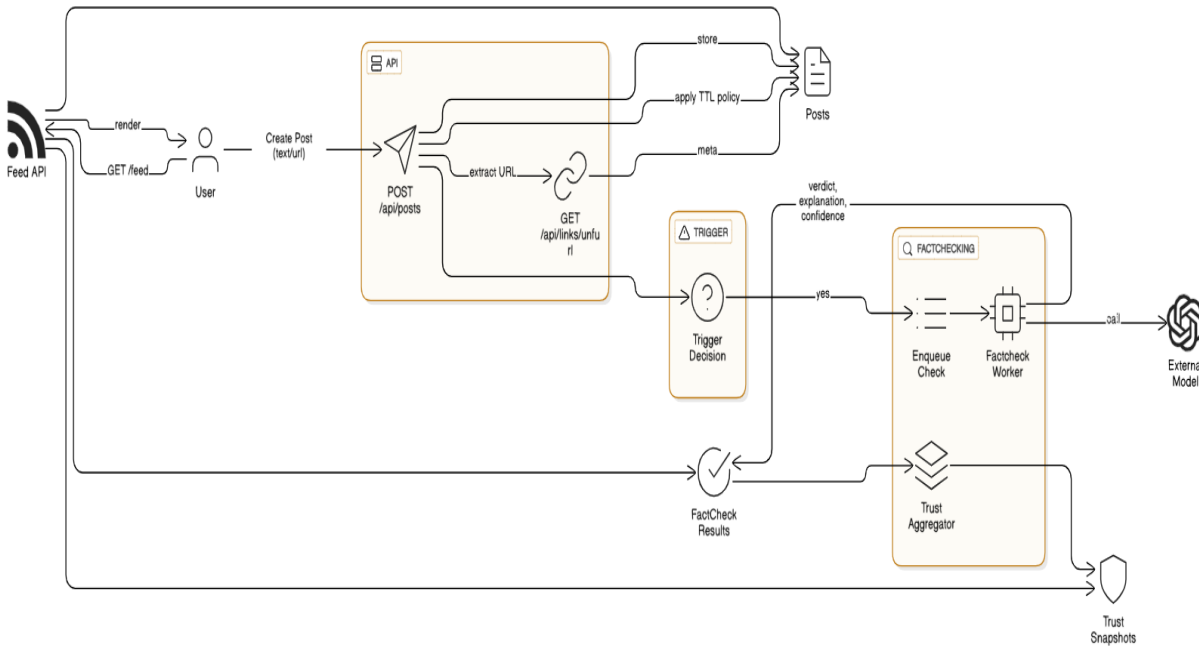 store
API
render
apply TTL policy
Posts
Create Post
(text/url)
Feed API
GET /feed
User
meta
extract URL
POST
/api/posts
GET
/api/links/unfu
rl
verdict,
explanation,
confidence
TRIGGER
FACTCHECKING
yes
call
Trigger
Decision
Enqueue
Check
Factcheck
Worker
Externa
Model
FactCheck
Results
Trust
Aggregator
Trust
Snapshots